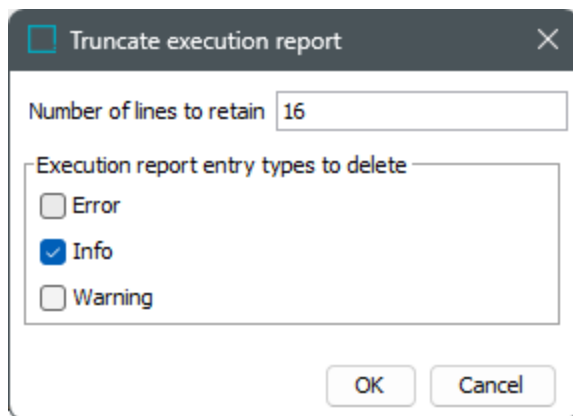 Truncate execution report
Number of lines to retain 16
Execution report entry types to delete
Error
Info
Warning
OK Cancel